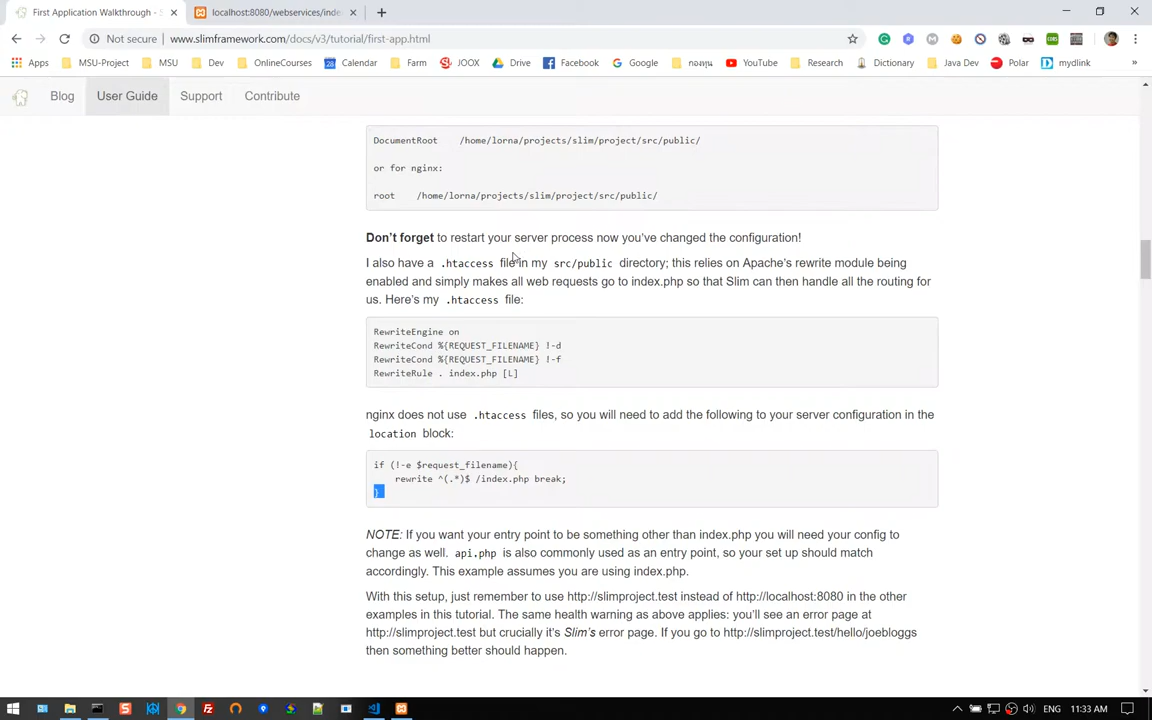 First Application Walkthrough - S
localhost:8080/webservices/inde
Not secure
www.slimframework.com/docs/v3/tutorial/first-app.html
Apps
MSU-Project
MSU
Dev
OnlineCourses
Calendar
Farm
JOOX
Drive
Facebook
Google
กองทุน
YouTube
Research
Dictionary
Java Dev
Polar
mydlink
Blog
User Guide
Support
Contribute
DocumentRoot /home/lorna/projects/slim/project/src/public/
or for nginx:
root /home/lorna/projects/slim/project/src/public/
Don't forget to restart your server process now you've changed the configuration!
I also have a .htaccess file in my src/public directory; this relies on Apache's rewrite module being
enabled and simply makes all web requests go to index.php so that Slim can then handle all the routing for
us. Here's my .htaccess file:
RewriteEngine on
RewriteCond %{REQUEST_FILENAME} !-d
RewriteCond %{REQUEST_FILENAME} !-f
RewriteRule . index.php [L]
nginx does not use .htaccess files, so you will need to add the following to your server configuration in the
location block:
if (!-e $request_filename){
rewrite ^(.*)$ /index.php break;
}
NOTE: If you want your entry point to be something other than index.php you will need your config to
change as well. api.php is also commonly used as an entry point, so your set up should match
accordingly. This example assumes you are using index.php.
With this setup, just remember to use http://slimproject.test instead of http://localhost:8080 in the other
examples in this tutorial. The same health warning as above applies: you'll see an error page at
http://slimproject.test but crucially it's Slim's error page. If you go to http://slimproject.test/hello/joebloggs
then something better should happen.
ENG
11:33 AM